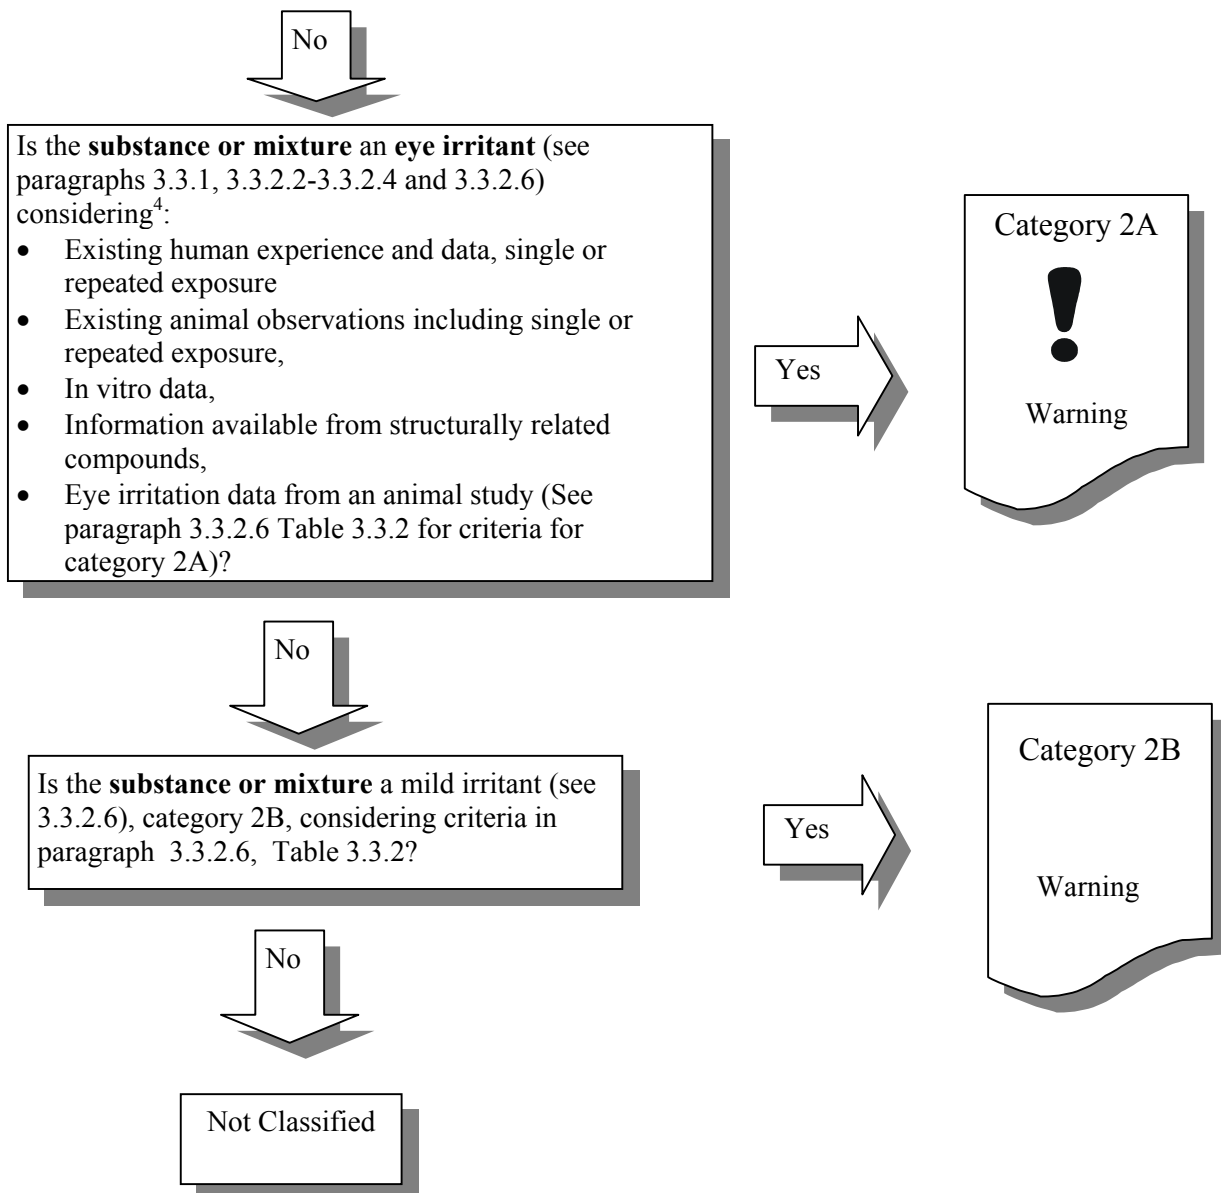 No
Is the substance or mixture an eye irritant (see
paragraphs 3.3.1, 3.3.2.2-3.3.2.4 and 3.3.2.6)
considering4:
• Existing human experience and data, single or
repeated exposure
• Existing animal observations including single or
repeated exposure,
• In vitro data,
• Information available from structurally related
compounds,
• Eye irritation data from an animal study (See
paragraph 3.3.2.6 Table 3.3.2 for criteria for
category 2A)?
Yes
Category 2A
!
Warning
No
Is the substance or mixture a mild irritant (see
3.3.2.6), category 2B, considering criteria in
paragraph 3.3.2.6, Table 3.3.2?
Yes
Category 2B
Warning
No
Not Classified